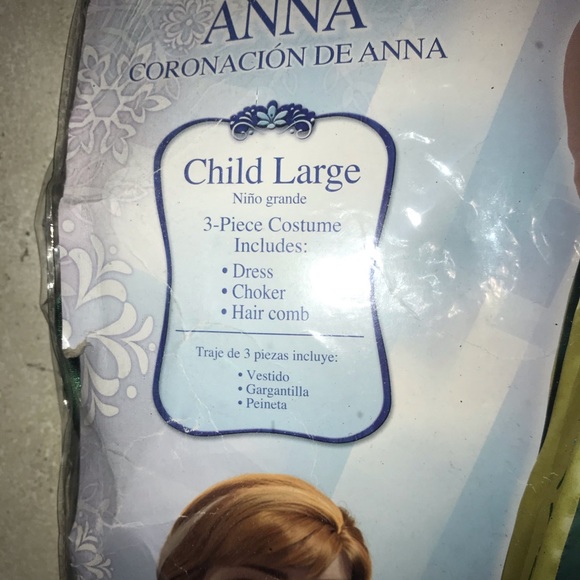 ANNA
CORONACIÓN DE ANNA
Child Large
Niño grande
3-Piece Costume
Includes:
• Dress
• Choker
• Hair comb
Traje de 3 piezas incluye:
• Vestido
• Gargantilla
• Peineta